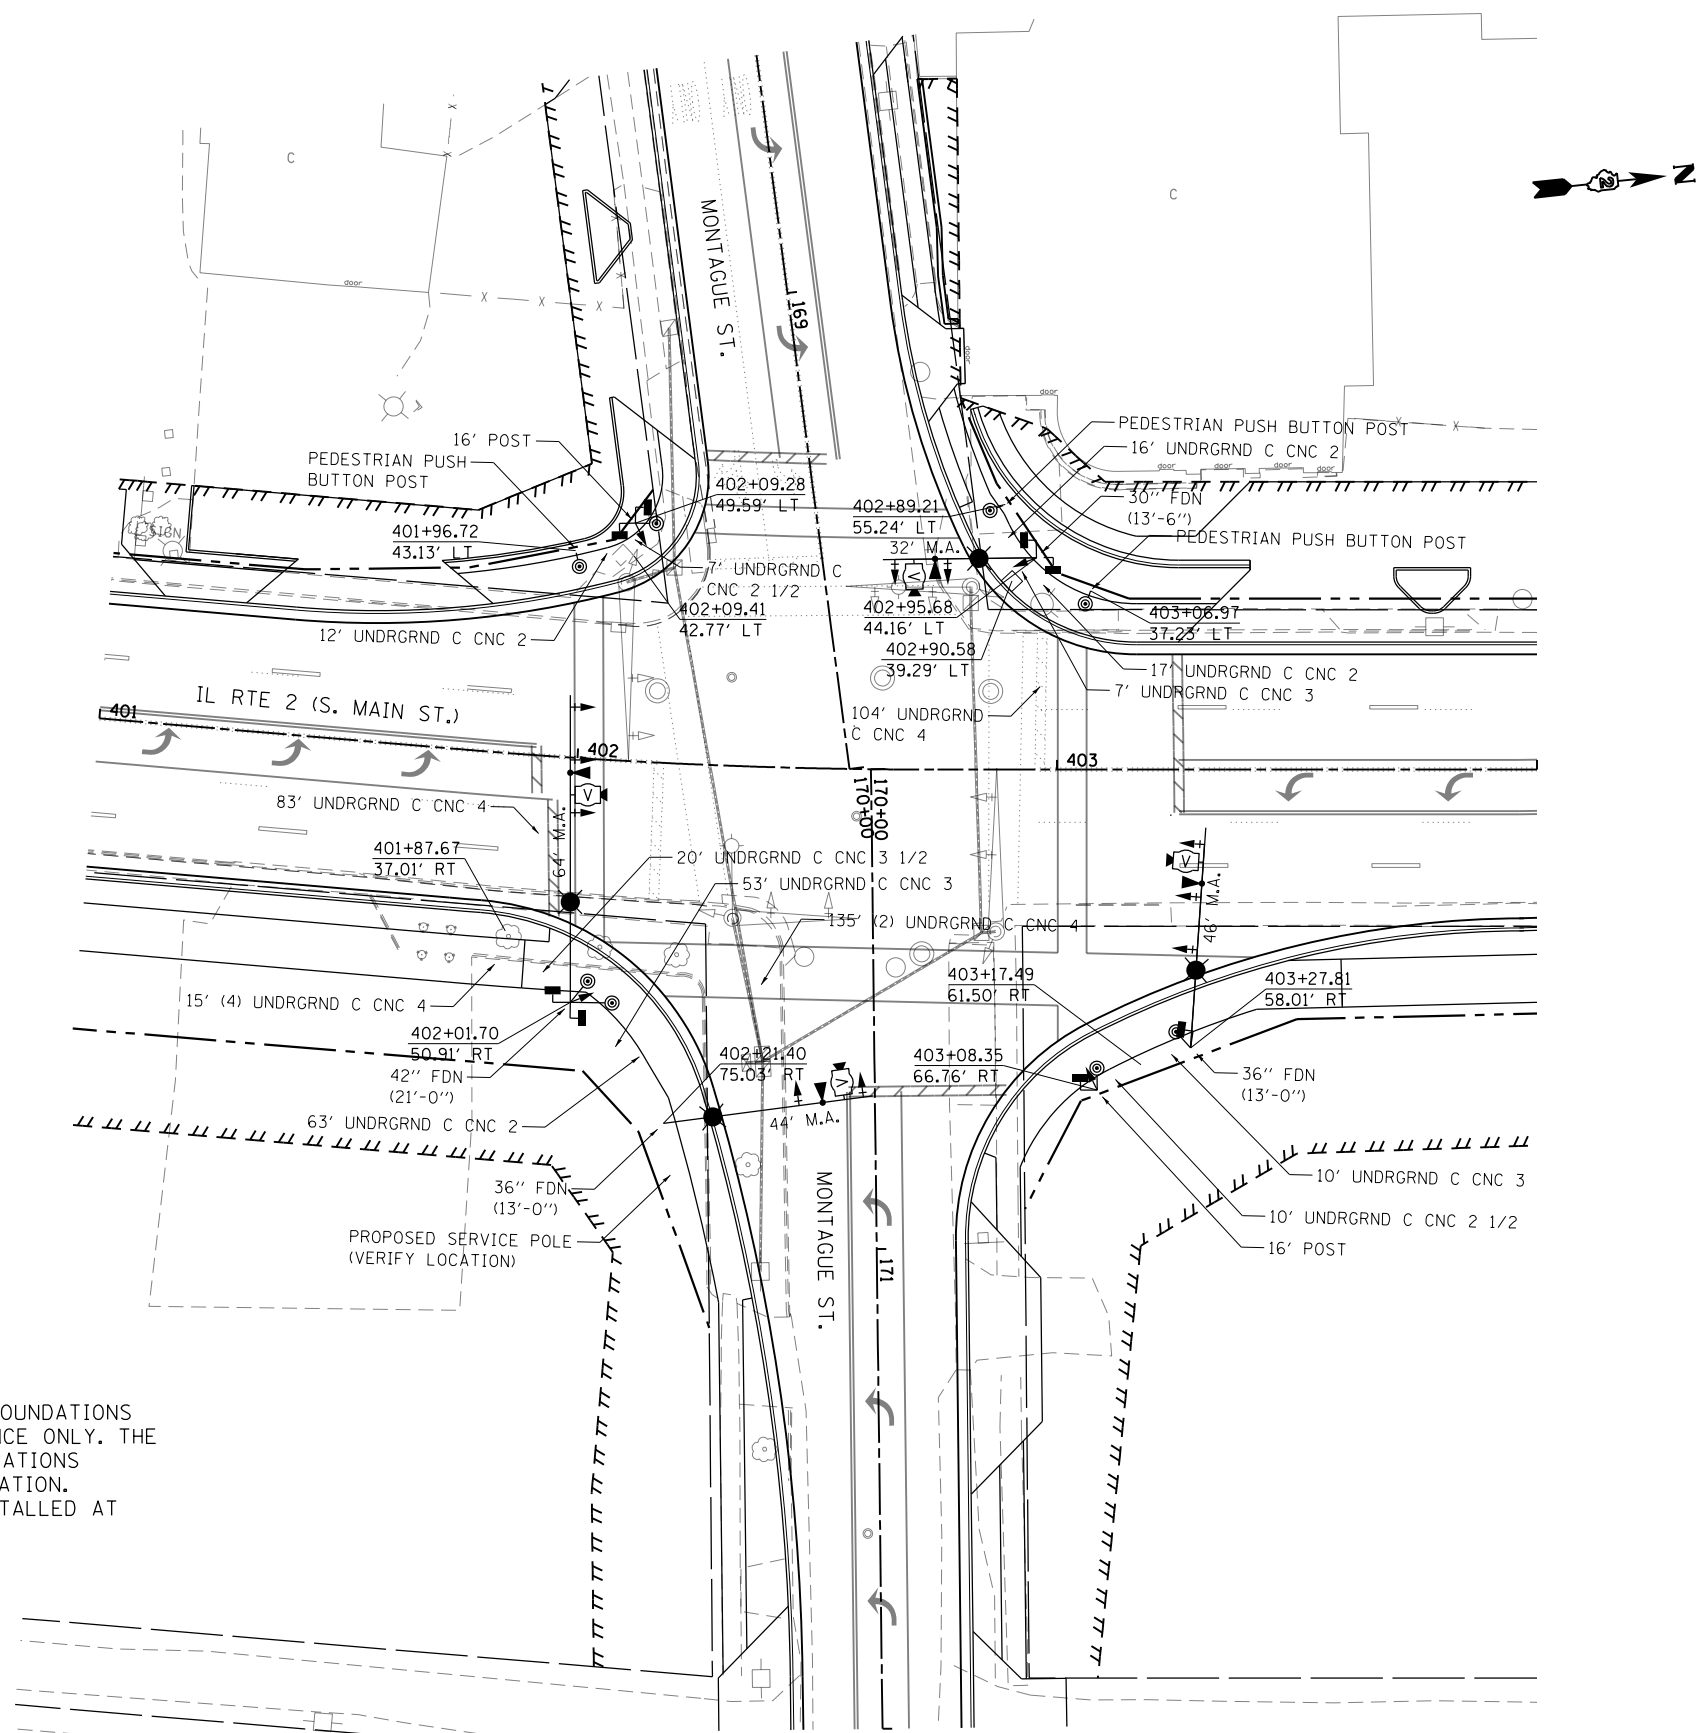 C
C
2
N
door
MONTAGUE ST.
169
door
door
16' POST
PEDESTRIAN PUSH
BUTTON POST
PEDESTRIAN PUSH BUTTON POST
16' UNDRGRND C CNC 2
door
door
door
door
402+09.28
49.59' LT
402+89.21
55.24' LT
30" FDN
(13'-6")
SIGN
401+96.72
43.13' LT
32' M.A.
PEDESTRIAN PUSH BUTTON POST
7' UNDRGRND C
CNC 2 1/2
V
402+09.41
42.77' LT
402+95.68
44.16' LT
403+06.97
37.23' LT
12' UNDRGRND C CNC 2
402+90.58
39.29' LT
17' UNDRGRND C CNC 2
7' UNDRGRND C CNC 3
IL RTE 2 (S. MAIN ST.)
401
104' UNDRGRND
C CNC 4
402
403
170+00
170+00
83' UNDRGRND C CNC 4
V
64' M.A.
401+87.67
37.01' RT
20' UNDRGRND C CNC 3 1/2
53' UNDRGRND C CNC 3
V
46' M.A.
135' (2) UNDRGRND C CNC 4
403+17.49
61.50' RT
403+27.81
58.01' RT
15' (4) UNDRGRND C CNC 4
402+01.70
50.91' RT
42" FDN
(21'-0")
402+21.40
75.03' RT
403+08.35
66.76' RT
36" FDN
(13'-0")
V
44' M.A.
63' UNDRGRND C CNC 2
36" FDN
(13'-0")
10' UNDRGRND C CNC 3
10' UNDRGRND C CNC 2 1/2
16' POST
PROPOSED SERVICE POLE
(VERIFY LOCATION)
MONTAGUE ST.
171
OUNDATIONS
CE ONLY. THE
ATIONS
ATION.
TALLED AT